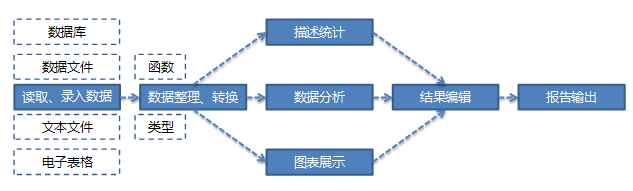 数据库
描述统计
数据文件
函数
读取、录入数据
数据整理、转换
数据分析
结果编辑
报告输出
文本文件
类型
电子表格
图表展示